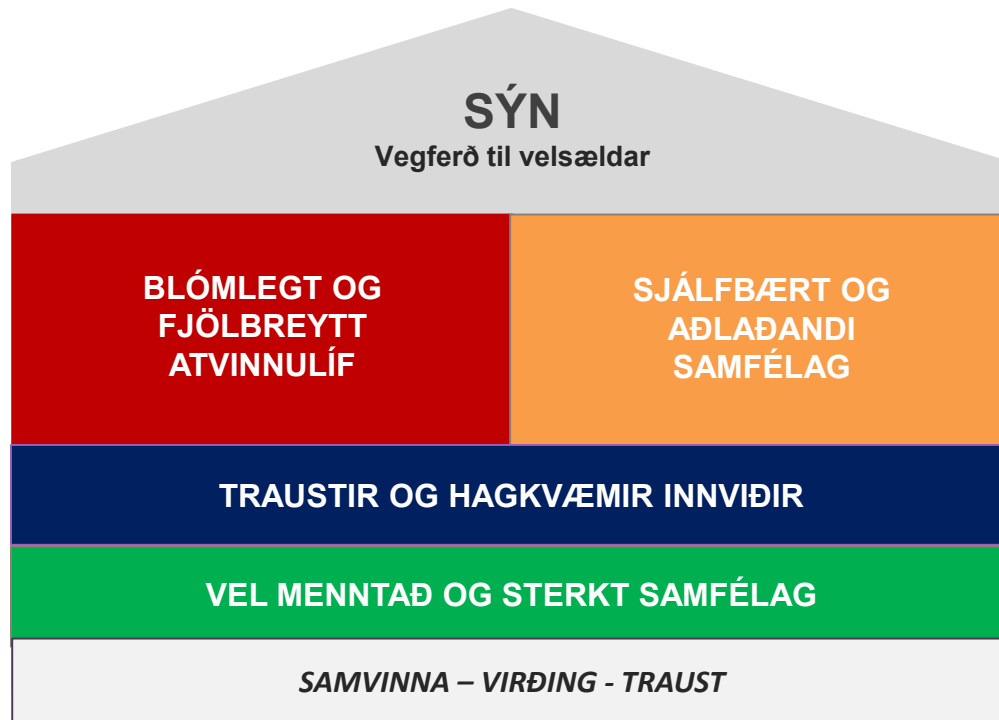 SÝN
Vegferð til velsældar
BLÓMLEGT OG
FJÖLBREYTT
ATVINNULÍF
SJÁLFBÆRT OG
AÐLAÐANDI
SAMFÉLAG
TRAUSTIR OG HAGKVÆMIR INNVIÐIR
VEL MENNTAÐ OG STERKT SAMFÉLAG
SAMVINNA – VIRÐING - TRAUST